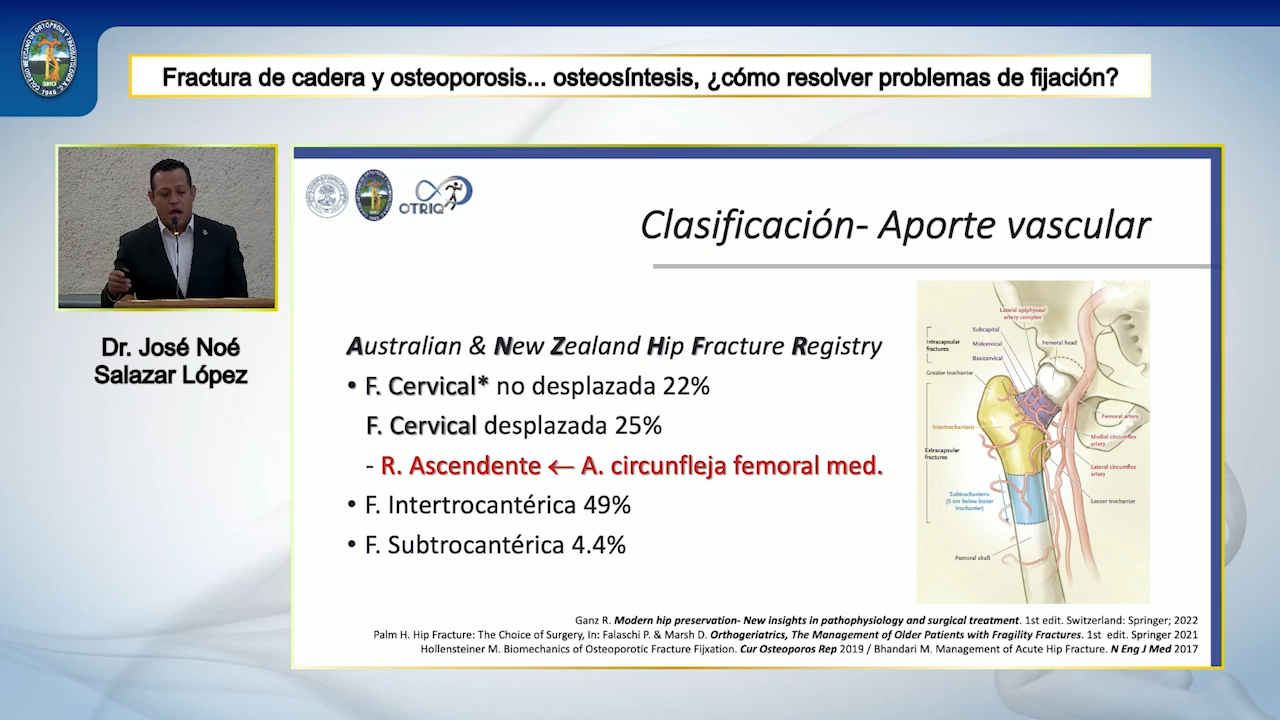 Fractura de cadera y osteoporosis... osteosíntesis, ¿cómo resolver problemas de fijación?
Dr. José Noé
Salazar López
OTRIQ
Clasificación- Aporte vascular
Australian & New Zealand Hip Fracture Registry
• F. Cervical* no desplazada 22%
F. Cervical desplazada 25%
- R. Ascendente ← A. circunfleja femoral med.
• F. Intertrocantérica 49%
• F. Subtrocantérica 4.4%
Lateral epiphyseal
artery complex
Subcapital
Intracapsular
fractures
Midcervical
Femoral head
Basicervical
Greater trochanter
Femoral artery
Intertrochanteric
Medial circumflex
artery
Extracapsular
fractures
Lateral circumflex
artery
Subtrochanteric
(5 cm below lesser
trochanter)
Lesser trochanter
Femoral shaft
Ganz R. Modern hip preservation- New insights in pathophysiology and surgical treatment. 1st edit. Switzerland: Springer; 2022
Palm H. Hip Fracture: The Choice of Surgery, In: Falaschi P. & Marsh D. Orthogeriatrics, The Management of Older Patients with Fragility Fractures. 1st edit. Springer 2021
Hollensteiner M. Biomechanics of Osteoporotic Fracture Fijxation. Cur Osteoporos Rep 2019 / Bhandari M. Management of Acute Hip Fracture. N Eng J Med 2017